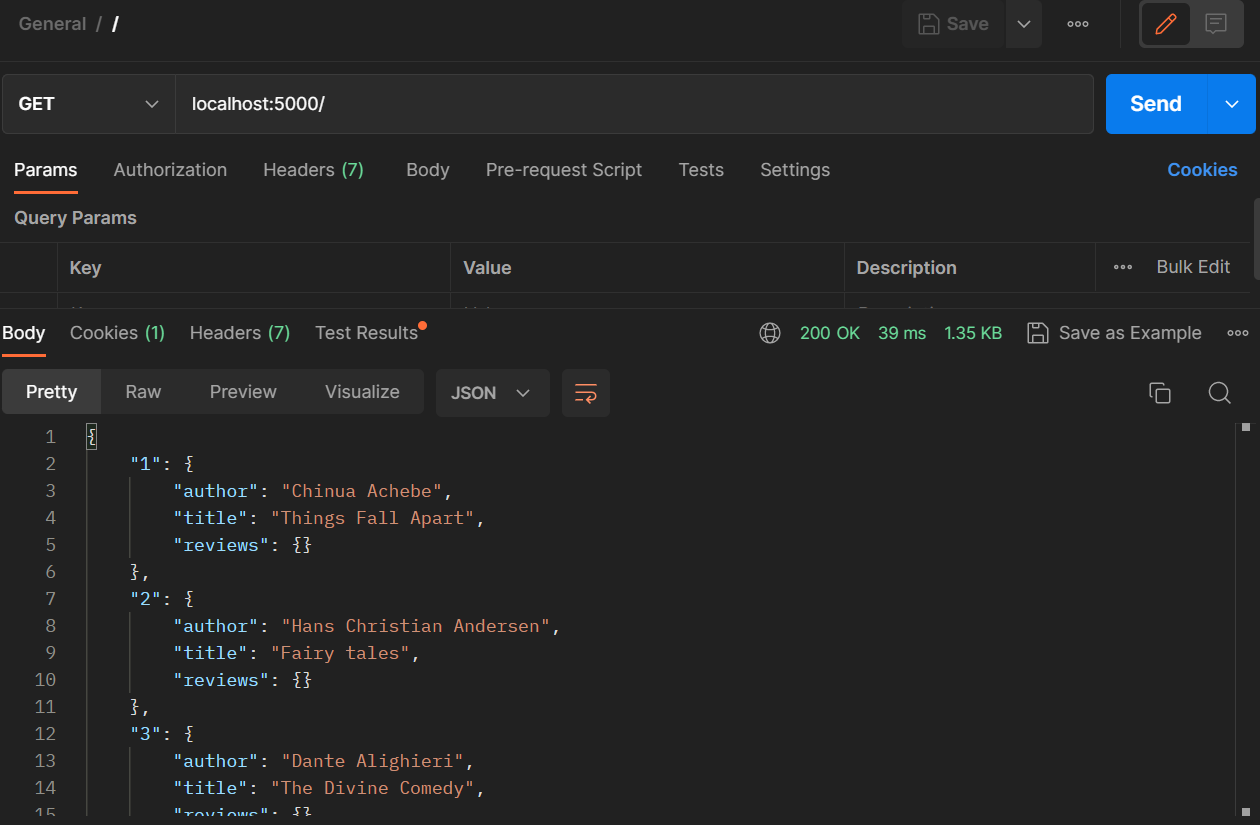 General / /
Save
GET localhost:5000/ Send
Params Authorization Headers (7) Body Pre-request Script Tests Settings Cookies
Query Params
Key Value Description Bulk Edit
Body Cookies (1) Headers (7) Test Results 200 OK 39 ms 1.35 KB Save as Example
Pretty Raw Preview Visualize JSON
1 {
2 "1": {
3 "author": "Chinua Achebe",
4 "title": "Things Fall Apart",
5 "reviews": {}
6 },
7 "2": {
8 "author": "Hans Christian Andersen",
9 "title": "Fairy tales",
10 "reviews": {}
11 },
12 "3": {
13 "author": "Dante Alighieri",
14 "title": "The Divine Comedy",
15 "reviews": {}